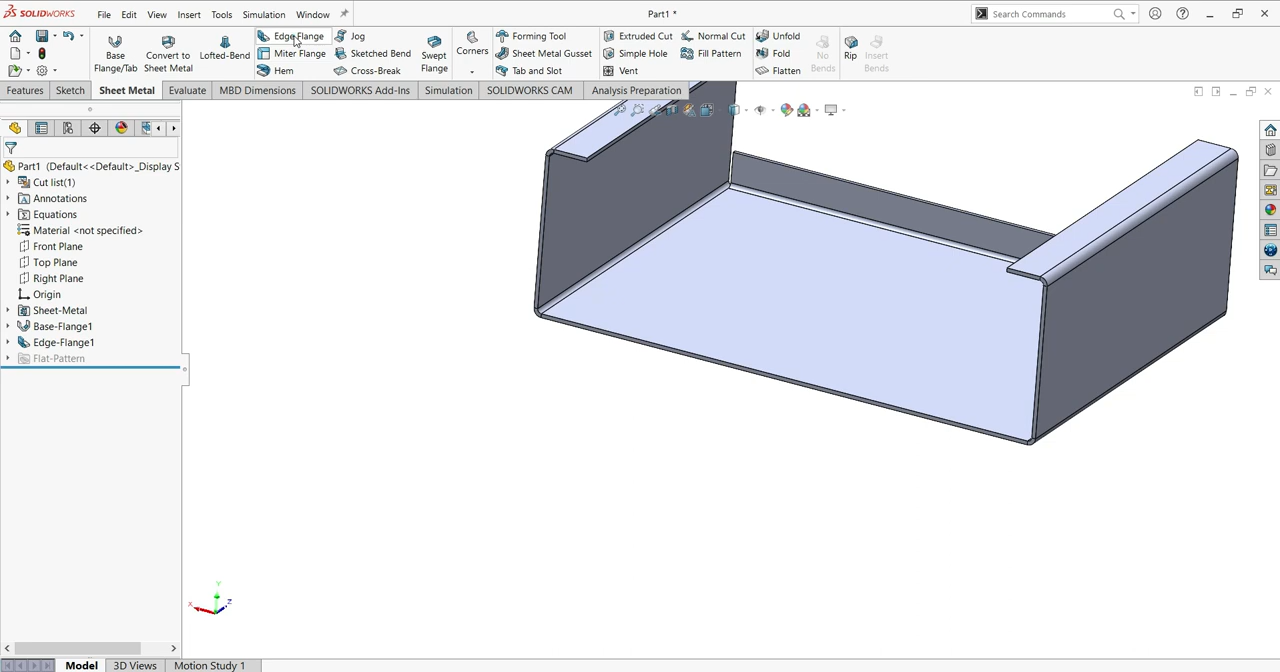 SOLIDWORKS File Edit View Insert Tools Simulation Window Part1 * Search Commands
Edge Flange Jog Forming Tool Extruded Cut Normal Cut Unfold
Base Flange/Tab Convert to Sheet Metal Lofted-Bend Miter Flange Sketched Bend Swept Flange Corners Sheet Metal Gusset Simple Hole Fill Pattern Fold No Bends Rip Insert Bends
Hem Cross-Break Tab and Slot Vent Flatten
Features Sketch Sheet Metal Evaluate MBD Dimensions SOLIDWORKS Add-Ins Simulation SOLIDWORKS CAM Analysis Preparation
Part1 (Default<<Default>_Display S
Cut list(1)
Annotations
Equations
Material <not specified>
Front Plane
Top Plane
Right Plane
Origin
Sheet-Metal
Base-Flange1
Edge-Flange1
Flat-Pattern
Y
X Z
Model 3D Views Motion Study 1